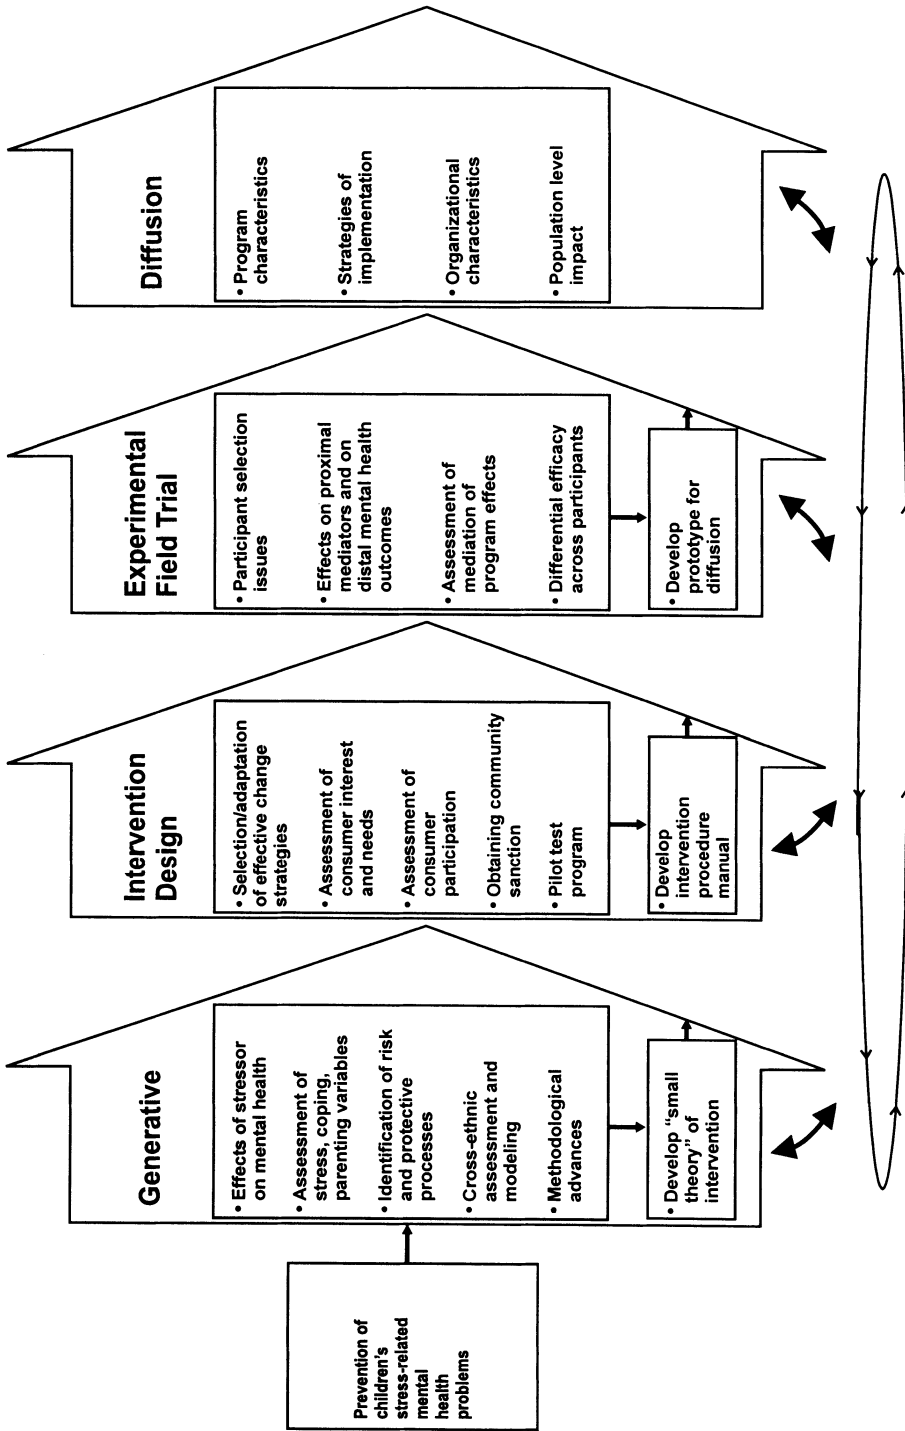 Prevention of
children's
stress-related
mental
health
problems
Generative
• Effects of stressor
on mental health
• Assessment of
stress, coping,
parenting variables
• Identification of risk
and protective
processes
• Cross-ethnic
assessment and
modeling
• Methodological
advances
• Develop "small
theory" of
intervention
Intervention
Design
• Selection/adaptation
of effective change
strategies
• Assessment of
consumer interest
and needs
• Assessment of
consumer
participation
• Obtaining community
sanction
• Pilot test
program
• Develop
intervention
procedure
manual
Experimental
Field Trial
• Participant selection
issues
• Effects on proximal
mediators and on
distal mental health
outcomes
• Assessment of
mediation of
program effects
• Differential efficacy
across participants
• Develop
prototype for
diffusion
Diffusion
• Program
characteristics
• Strategies of
implementation
• Organizational
characteristics
• Population level
impact